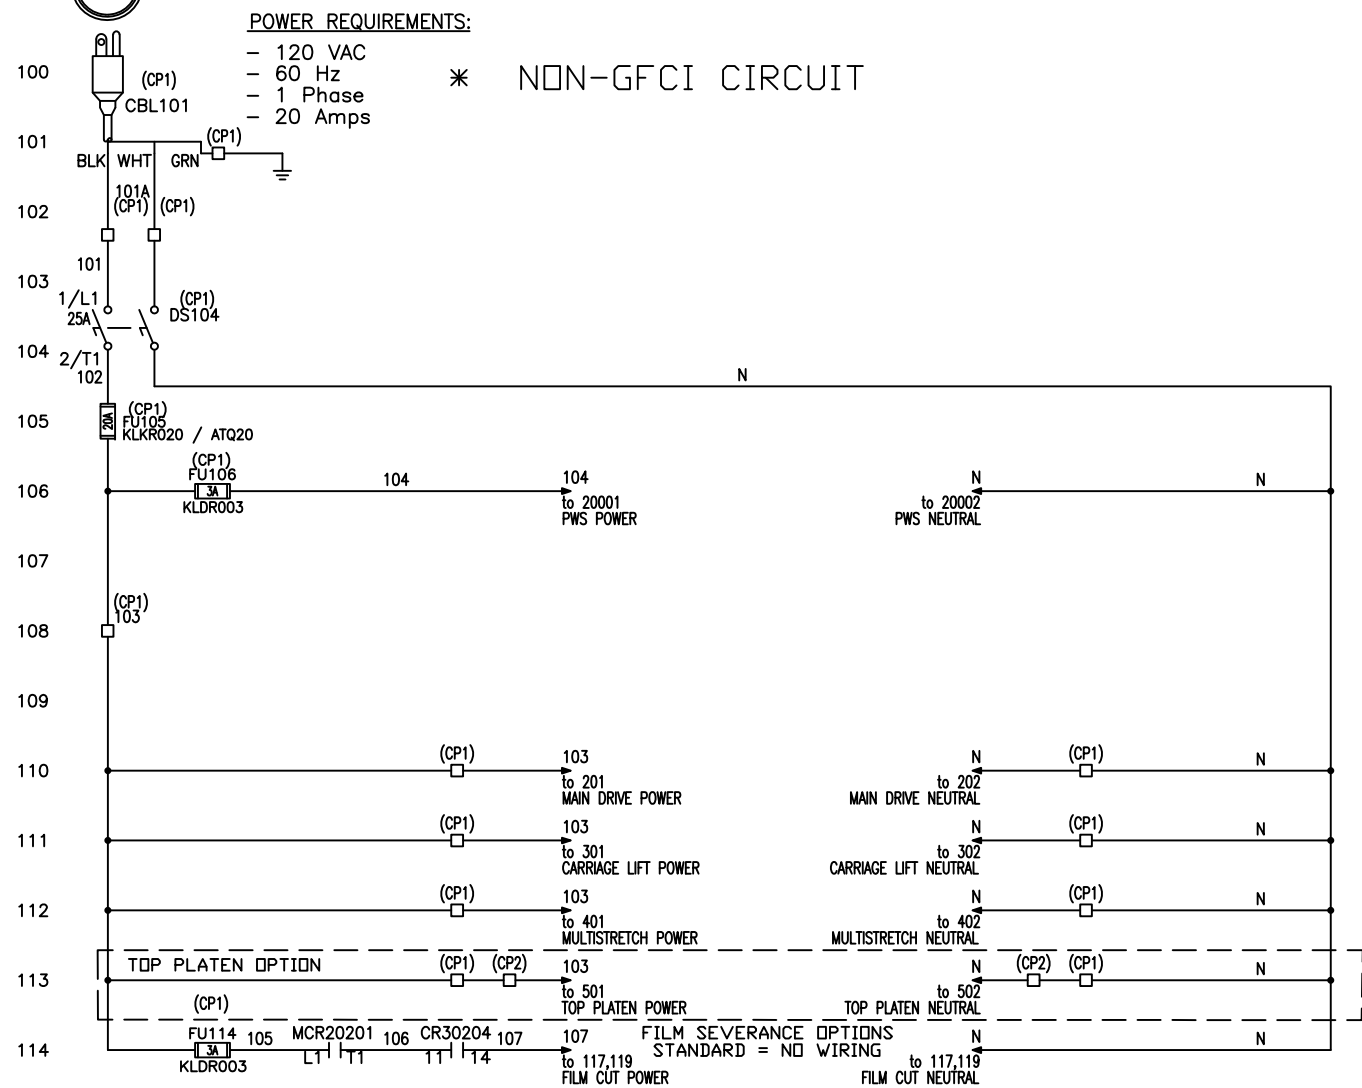 POWER REQUIREMENTS:
- 120 VAC
- 60 Hz
- 1 Phase
- 20 Amps
* NON-GFCI CIRCUIT
100
(CP1)
CBL101
101
(CP1)
BLK WHT GRN
101A
102
(CP1) (CP1)
101
103
1/L1 (CP1)
25A DS104
104
2/T1
102
N
105
20A
(CP1)
FU105
KLKR020 / ATQ20
(CP1)
FU106
106
3A
KLDR003
104
104
to 20001
PWS POWER
N
to 20002
PWS NEUTRAL
N
107
(CP1)
103
108
109
110
(CP1)
103
to 201
MAIN DRIVE POWER
N
to 202
MAIN DRIVE NEUTRAL
(CP1)
N
111
(CP1)
103
to 301
CARRIAGE LIFT POWER
N
to 302
CARRIAGE LIFT NEUTRAL
(CP1)
N
112
(CP1)
103
to 401
MULTISTRETCH POWER
N
to 402
MULTISTRETCH NEUTRAL
(CP1)
N
TOP PLATEN OPTION
113
(CP1) (CP2)
103
to 501
TOP PLATEN POWER
N
to 502
TOP PLATEN NEUTRAL
(CP2) (CP1)
N
(CP1)
FU114
114
3A
KLDR003
105
MCR20201
L1 T1
106
CR30204
11 14
107
107
to 117,119
FILM CUT POWER
FILM SEVERANCE OPTIONS
STANDARD = NO WIRING
N
to 117,119
FILM CUT NEUTRAL
N